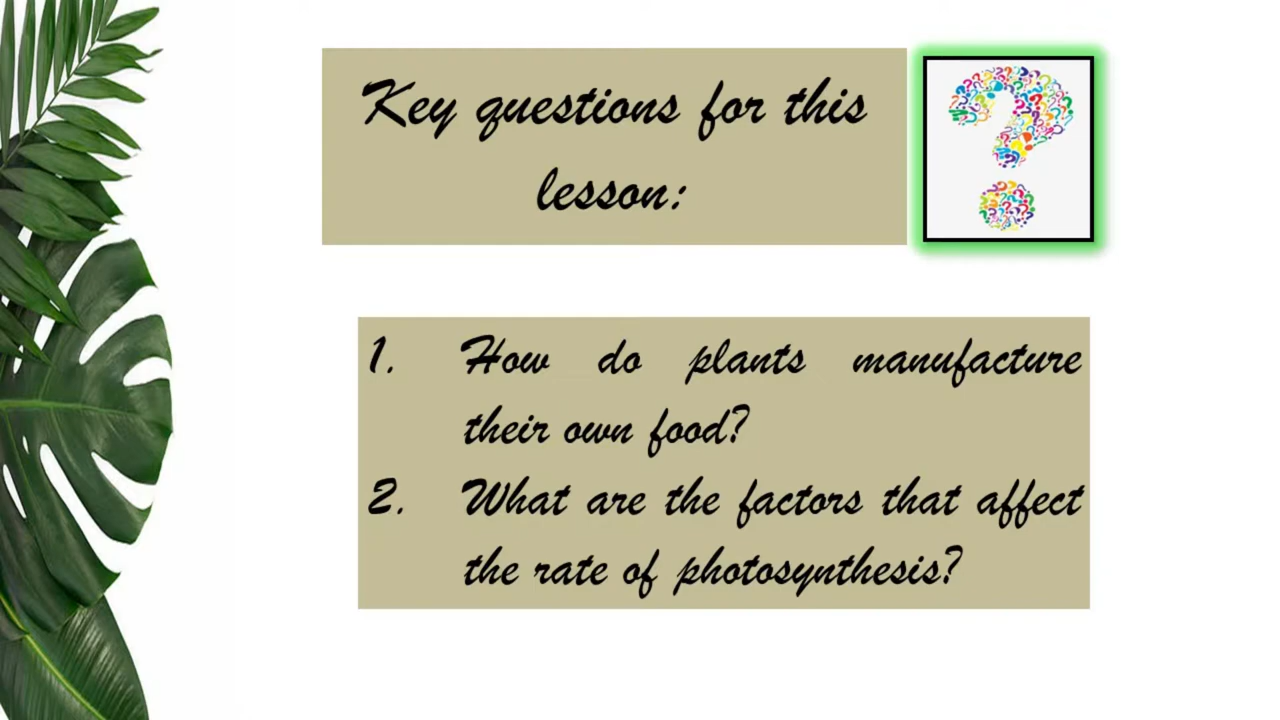 Key questions for this
lesson:
1. How do plants manufacture
their own food?
2. What are the factors that affect
the rate of photosynthesis?